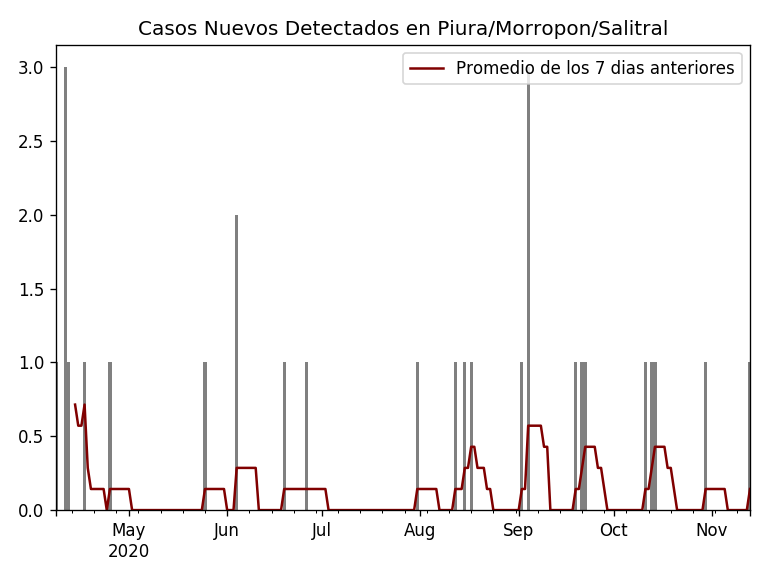 Casos Nuevos Detectados en Piura/Morropon/Salitral
Promedio de los 7 dias anteriores
3.0
2.5
2.0
1.5
1.0
0.5
0.0
May Jun Jul Aug Sep Oct Nov
2020